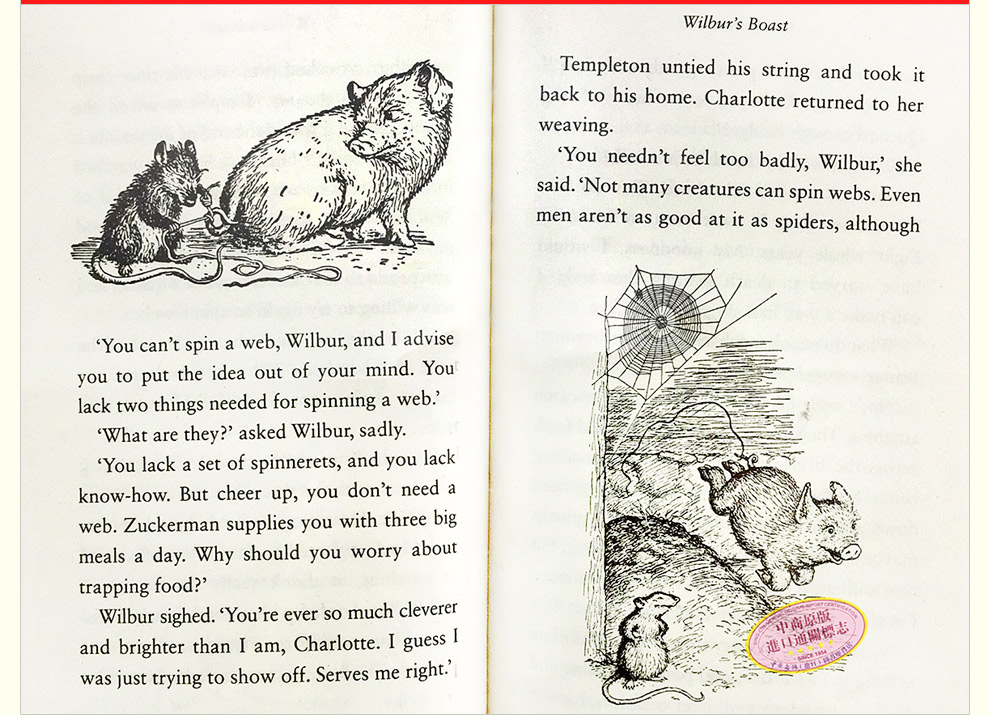 ‘You can’t spin a web, Wilbur, and I advise
you to put the idea out of your mind. You
lack two things needed for spinning a web.’
‘What are they?’ asked Wilbur, sadly.
‘You lack a set of spinnerets, and you lack
know-how. But cheer up, you don’t need a
web. Zuckerman supplies you with three big
meals a day. Why should you worry about
trapping food?’
Wilbur sighed. ‘You’re ever so much cleverer
and brighter than I am, Charlotte. I guess I
was just trying to show off. Serves me right.’
Wilbur’s Boast
Templeton untied his string and took it
back to his home. Charlotte returned to her
weaving.
‘You needn’t feel too badly, Wilbur,’ she
said. ‘Not many creatures can spin webs. Even
men aren’t as good at it as spiders, although
中商原版
進口通關標志
SINCE 1954